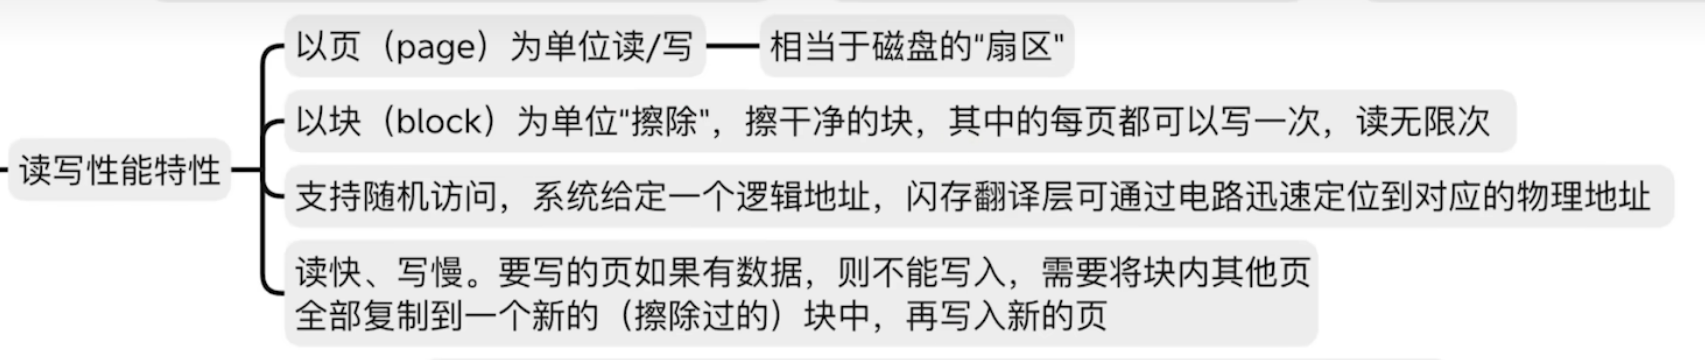 读写性能特性
以页（page）为单位读/写
相当于磁盘的"扇区"
以块（block）为单位"擦除"，擦干净的块，其中的每页都可以写一次，读无限次
支持随机访问，系统给定一个逻辑地址，闪存翻译层可通过电路迅速定位到对应的物理地址
读快、写慢。要写的页如果有数据，则不能写入，需要将块内其他页
全部复制到一个新的（擦除过的）块中，再写入新的页